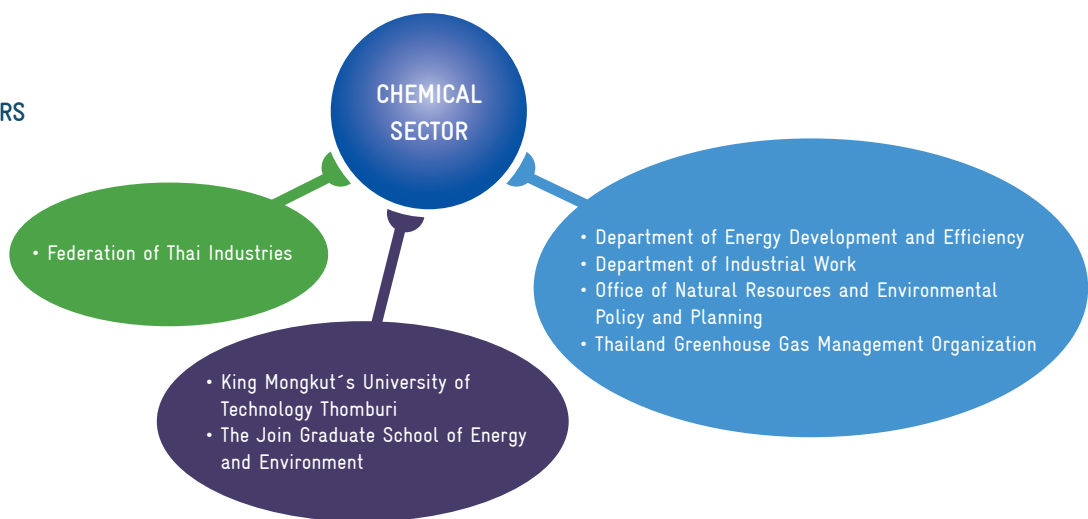 RS
CHEMICAL
SECTOR
• Federation of Thai Industries
• Department of Energy Development and Efficiency
• Department of Industrial Work
• Office of Natural Resources and Environmental
Policy and Planning
• Thailand Greenhouse Gas Management Organization
• King Mongkut´s University of
Technology Thomburi
• The Join Graduate School of Energy
and Environment